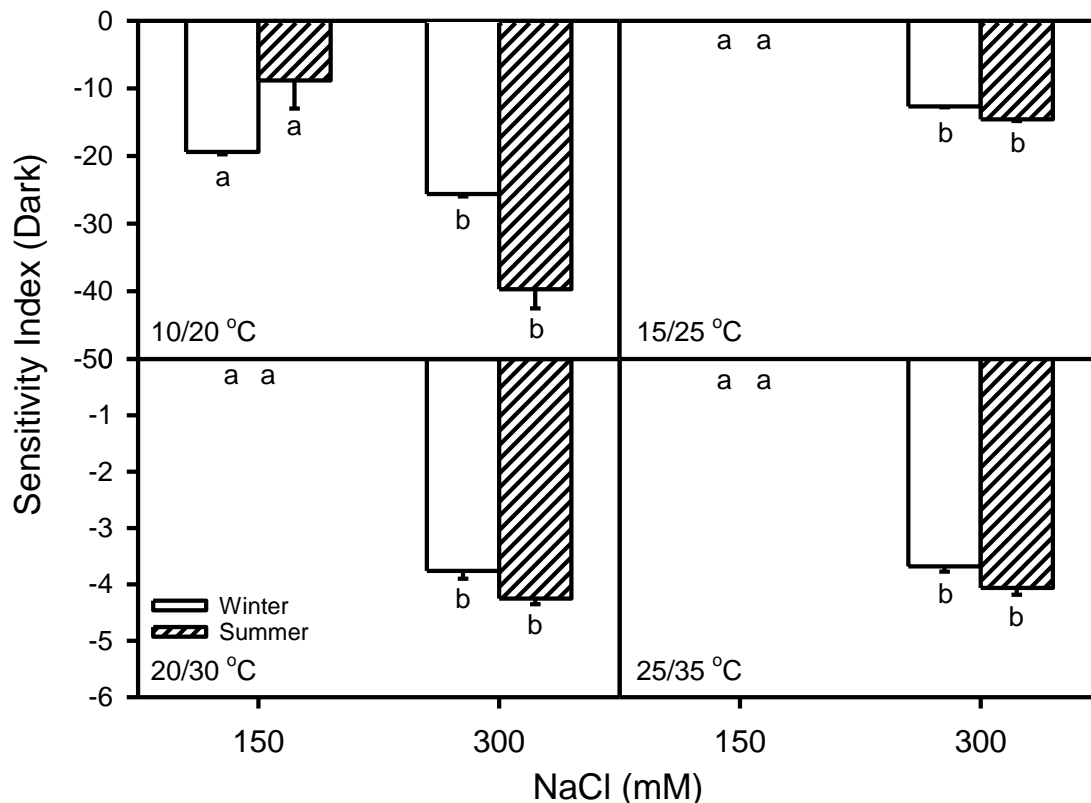 Sensitivity Index (Dark)
0
-10
-20
-30
-40
-50
a
a
b
b
10/20 °C
a a
b
b
15/25 °C
-1
-2
-3
-4
-5
-6
a a
b
b
Winter
Summer
20/30 °C
a a
b
b
25/35 °C
150 300 150 300
NaCl (mM)